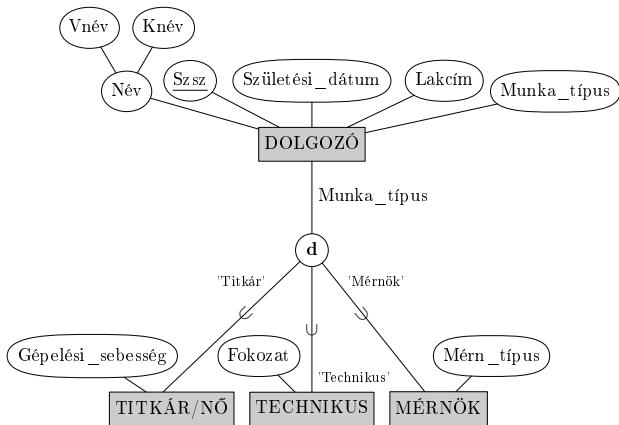 Vnév
Knév
Név
Szsz
Születési_dátum
Lakcím
Munka_típus
DOLGOZÓ
Munka_típus
d
'Titkár'
'Mérnök'
Gépelési_sebesség
Fokozat
Mérn_típus
'Technikus'
TITKÁR/NŐ
TECHNIKUS
MÉRNÖK